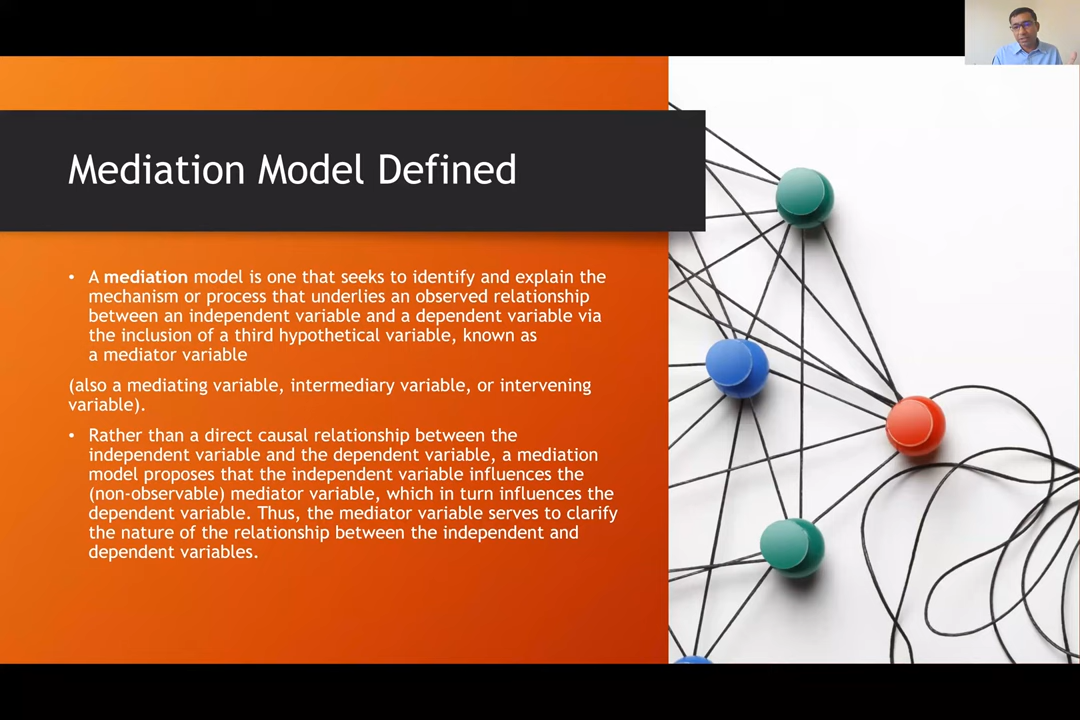 Mediation Model Defined
• A mediation model is one that seeks to identify and explain the
mechanism or process that underlies an observed relationship
between an independent variable and a dependent variable via
the inclusion of a third hypothetical variable, known as
a mediator variable
(also a mediating variable, intermediary variable, or intervening
variable).
• Rather than a direct causal relationship between the
independent variable and the dependent variable, a mediation
model proposes that the independent variable influences the
(non-observable) mediator variable, which in turn influences the
dependent variable. Thus, the mediator variable serves to clarify
the nature of the relationship between the independent and
dependent variables.